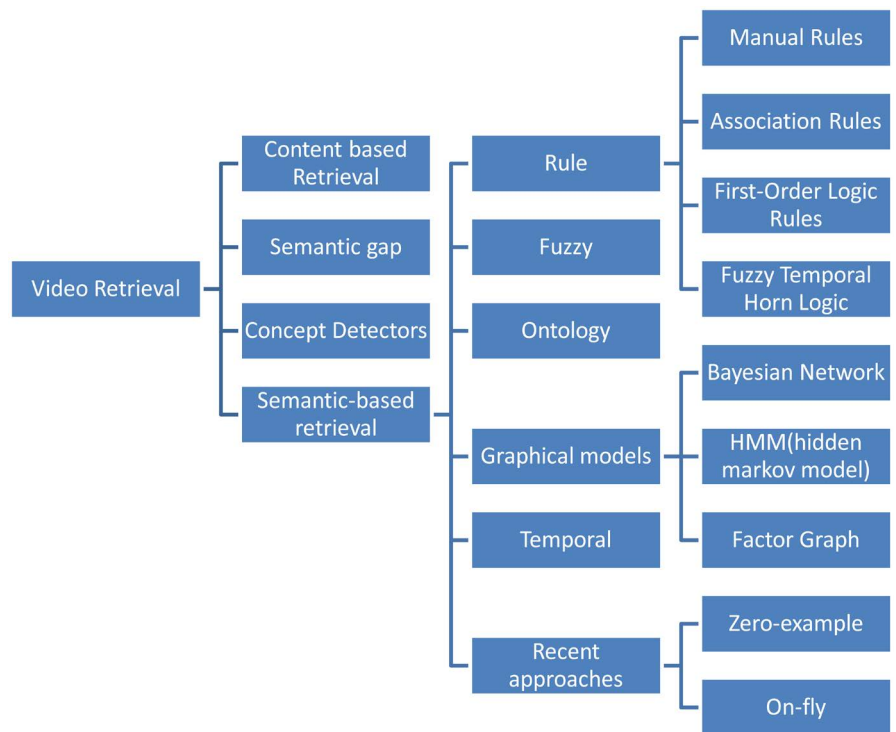 Video Retrieval
Content based
Retrieval
Semantic gap
Concept Detectors
Semantic-based
retrieval
Rule
Fuzzy
Ontology
Graphical models
Temporal
Recent
approaches
Manual Rules
Association Rules
First-Order Logic
Rules
Fuzzy Temporal
Horn Logic
Bayesian Network
HMM(hidden
markov model)
Factor Graph
Zero-example
On-fly